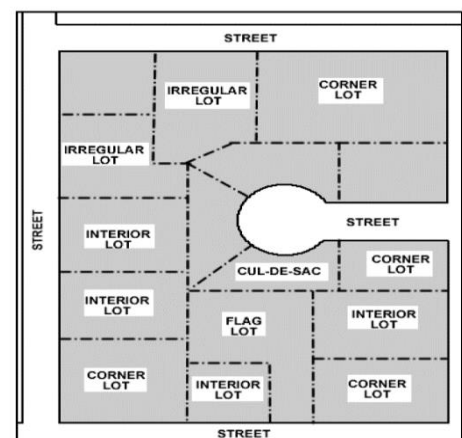 STREET
IRREGULAR
LOT
CORNER
LOT
IRREGULAR
LOT
STREET
STREET
INTERIOR
LOT
CUL-DE-SAC
CORNER
LOT
INTERIOR
LOT
FLAG
LOT
INTERIOR
LOT
CORNER
LOT
INTERIOR
LOT
CORNER
LOT
STREET